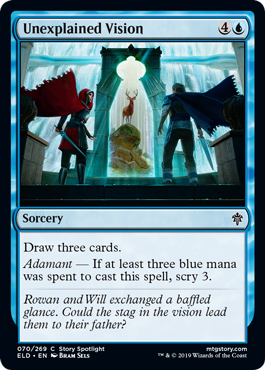 Unexplained Vision 4
Sorcery
Draw three cards.
Adamant — If at least three blue mana
was spent to cast this spell, scry 3.
Rowan and Will exchanged a baffled
glance. Could the stag in the vision lead
them to their father?
070/269 C Story Spotlight mtgstory.com
ELD • EN BRAM SELS ™ & © 2019 Wizards of the Coast